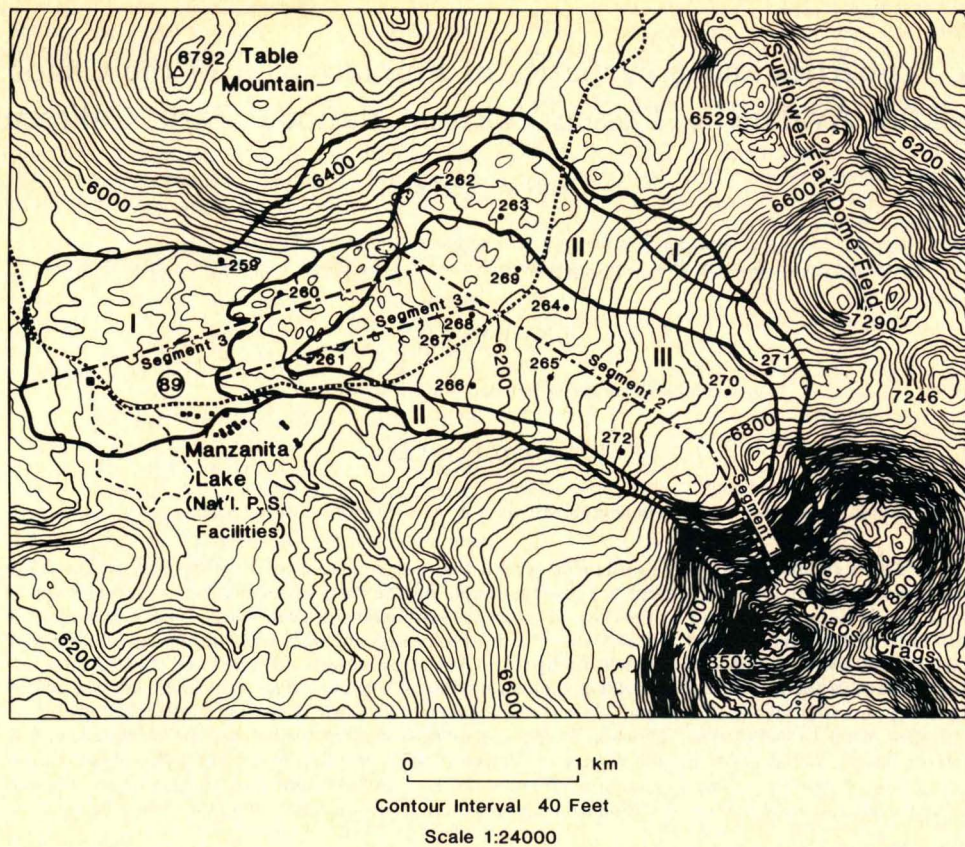 6792 Table
Mountain
Sunflower Flat Dome Field
6529
6200
6400
6000
6600
262
263
II
I
259
269
260
264
7290
I
Segment 3
Segment 3
268
267
III
271
261
6200
265
270
89
266
Segment 2
7246
II
6800
272
Manzanita
Lake
(Nat'l. P.S.
Facilities)
Segment 1
7800
Chaos Crags
7400
6200
8503
6600
0 1 km
Contour Interval 40 Feet
Scale 1:24000